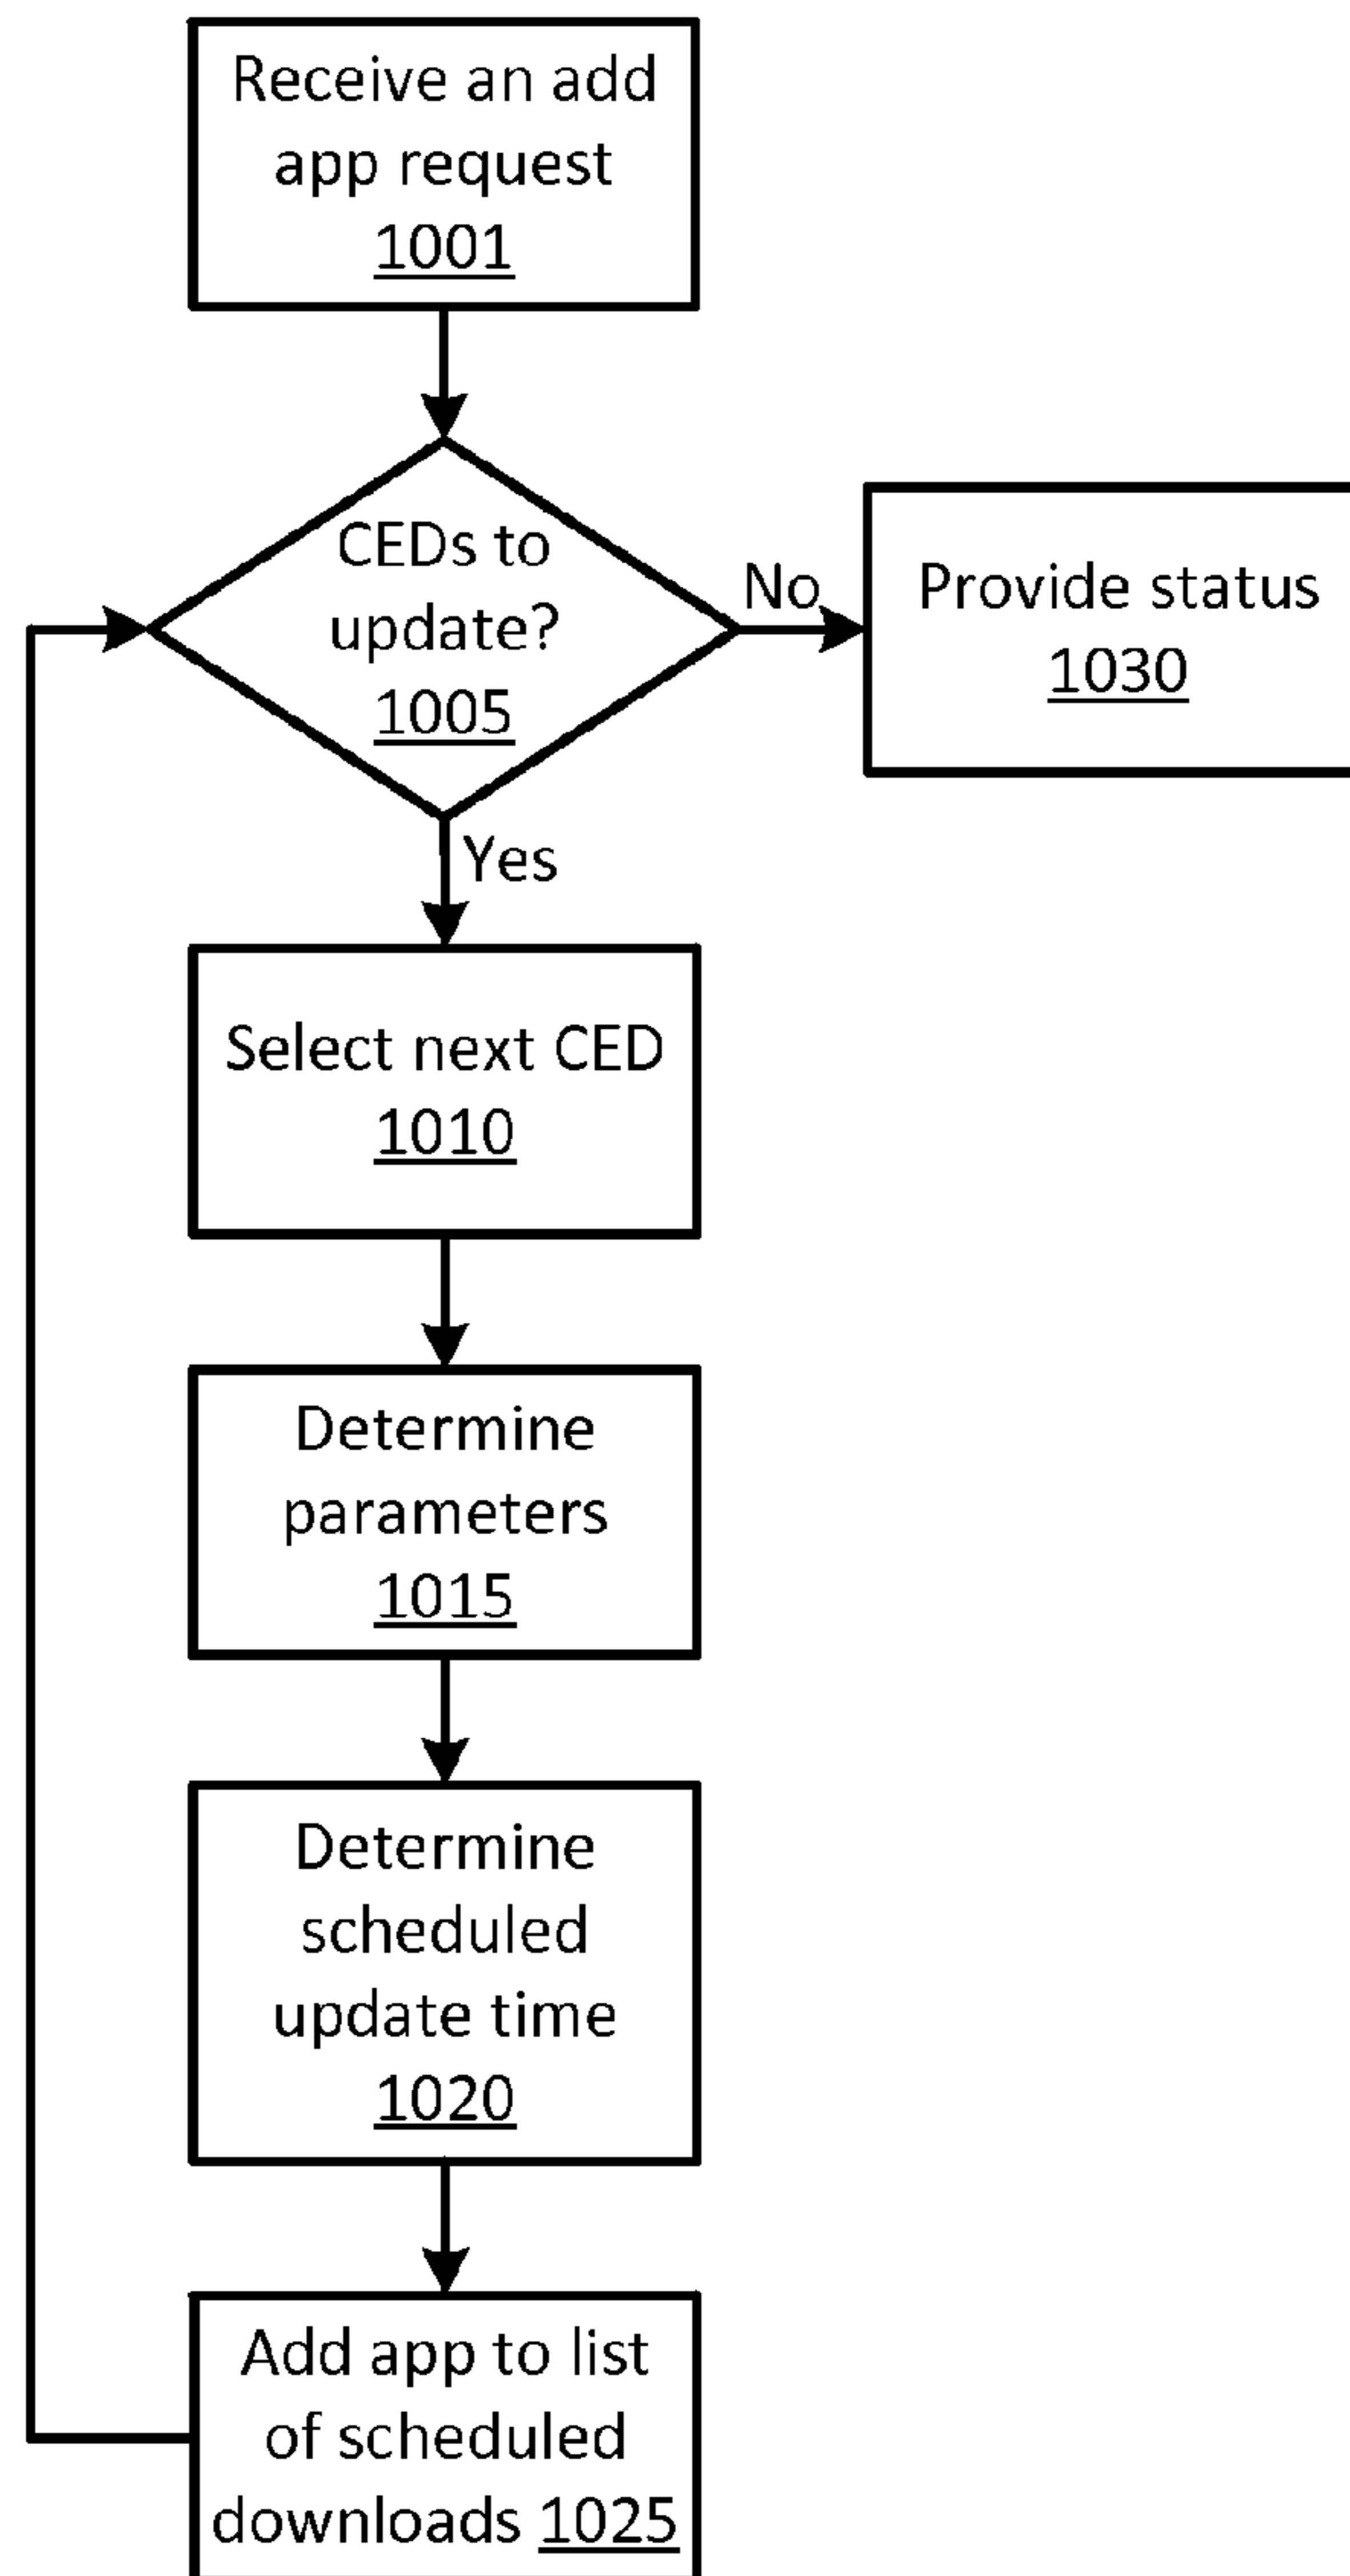 Receive an add
app request
1001
CEDs to
update?
1005
No
Provide status
1030
Yes
Select next CED
1010
Determine
parameters
1015
Determine
scheduled
update time
1020
Add app to list
of scheduled
downloads 1025